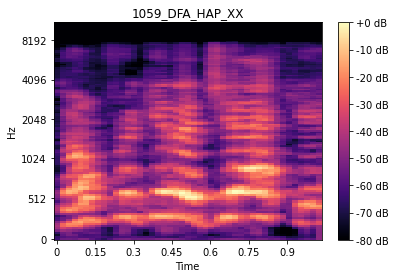 1059_DFA_HAP_XX
8192
4096
2048
1024
512
0
Hz
0
0.15
0.3
0.45
0.6
0.75
0.9
Time
+0 dB
-10 dB
-20 dB
-30 dB
-40 dB
-50 dB
-60 dB
-70 dB
-80 dB